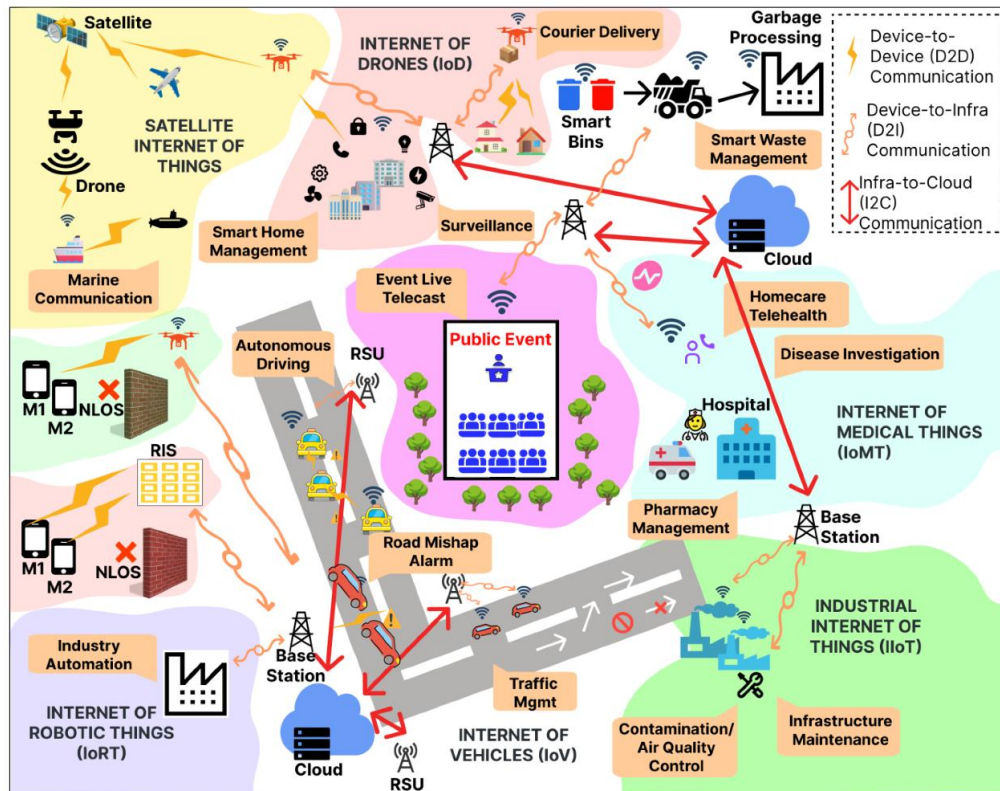 Satellite
SATELLITE
INTERNET OF
THINGS
Drone
Marine
Communication
INTERNET OF
DRONES (IoD)
Courier Delivery
Smart Home
Management
Surveillance
Smart
Bins
Garbage
Processing
Smart Waste
Management
Cloud
Device-to-
Device (D2D)
Communication
Device-to-Infra
(D2I)
Communication
Infra-to-Cloud
(I2C)
Communication
Event Live
Telecast
Public Event
Homecare
Telehealth
Disease Investigation
Hospital
INTERNET OF
MEDICAL THINGS
(IoMT)
Pharmacy
Management
Base
Station
M1
M2
NLOS
RIS
M1
M2
NLOS
Autonomous
Driving
RSU
Road Mishap
Alarm
Industry
Automation
Base
Station
INTERNET OF
ROBOTIC THINGS
(IoRT)
Cloud
RSU
Traffic
Mgmt
INTERNET OF
VEHICLES (IoV)
INDUSTRIAL
INTERNET OF
THINGS (IIoT)
Contamination/
Air Quality
Control
Infrastructure
Maintenance